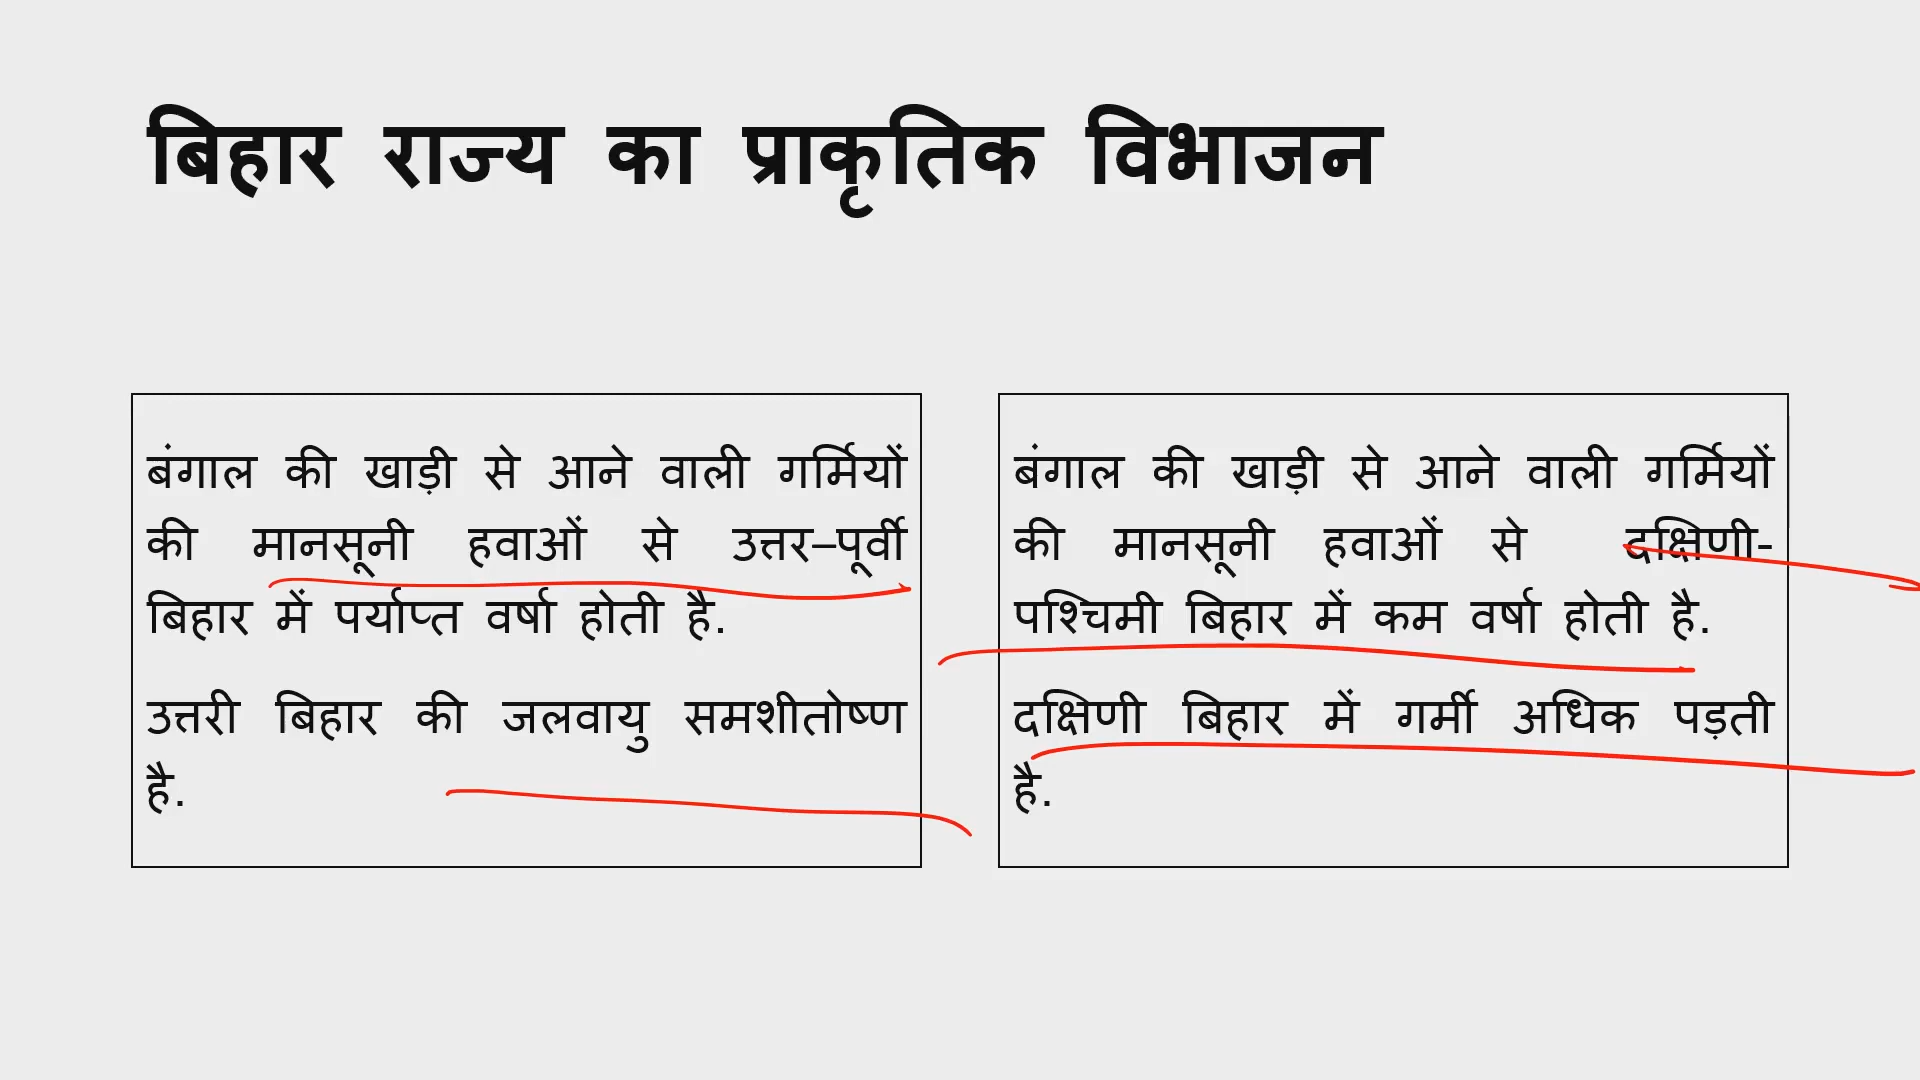 बिहार राज्य का प्राकृतिक विभाजन
बंगाल की खाड़ी से आने वाली गर्मियों
की मानसूनी हवाओं से उत्तर–पूर्वी
बिहार में पर्याप्त वर्षा होती है.
उत्तरी बिहार की जलवायु समशीतोष्ण
है.
बंगाल की खाड़ी से आने वाली गर्मियों
की मानसूनी हवाओं से दक्षिणी-
पश्चिमी बिहार में कम वर्षा होती है.
दक्षिणी बिहार में गर्मी अधिक पड़ती
है.